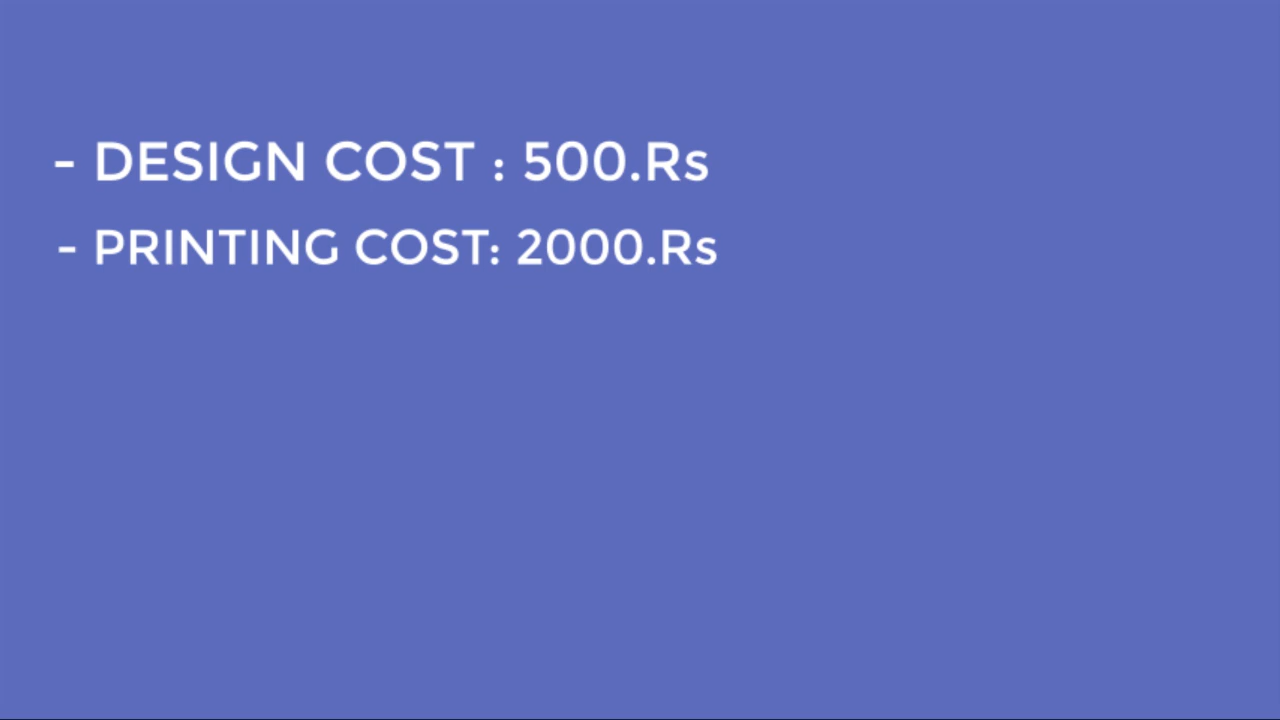 - DESIGN COST : 500.Rs
- PRINTING COST: 2000.Rs